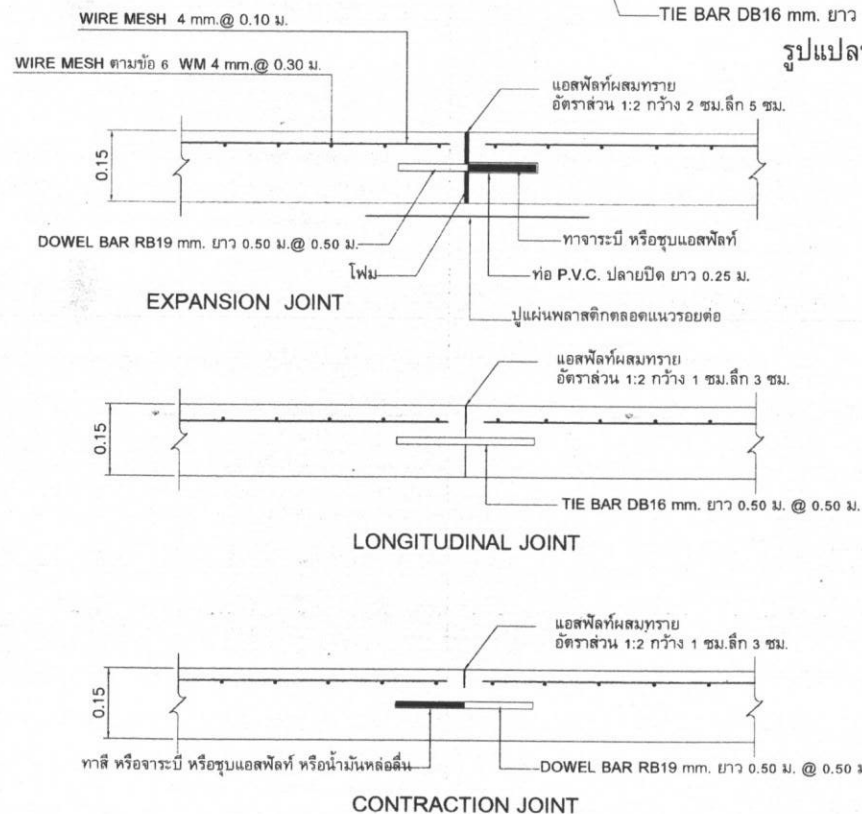 TIE BAR DB16 mm. ยาว
WIRE MESH 4 mm.@ 0.10 ม.
WIRE MESH ตามข้อ 6 WM 4 mm.@ 0.30 ม.
แอสฟัลท์ผสมทราย
อัตราส่วน 1:2 กว้าง 2 ซม.ลึก 5 ซม.
0.15
DOWEL BAR RB19 mm. ยาว 0.50 ม.@ 0.50 ม.
ทาจาระบี หรือชุบแอสฟัลท์
โฟม
ท่อ P.V.C. ปลายปิด ยาว 0.25 ม.
EXPANSION JOINT
ปูแผ่นพลาสติกตลอดแนวรอยต่อ
แอสฟัลท์ผสมทราย
อัตราส่วน 1:2 กว้าง 1 ซม.ลึก 3 ซม.
0.15
TIE BAR DB16 mm. ยาว 0.50 ม. @ 0.50 ม.
LONGITUDINAL JOINT
แอสฟัลท์ผสมทราย
อัตราส่วน 1:2 กว้าง 1 ซม.ลึก 3 ซม.
0.15
ทาสี หรือจาระบี หรือชุบแอสฟัลท์ หรือน้ำมันหล่อลื่น
DOWEL BAR RB19 mm. ยาว 0.50 ม. @ 0.50
CONTRACTION JOINT